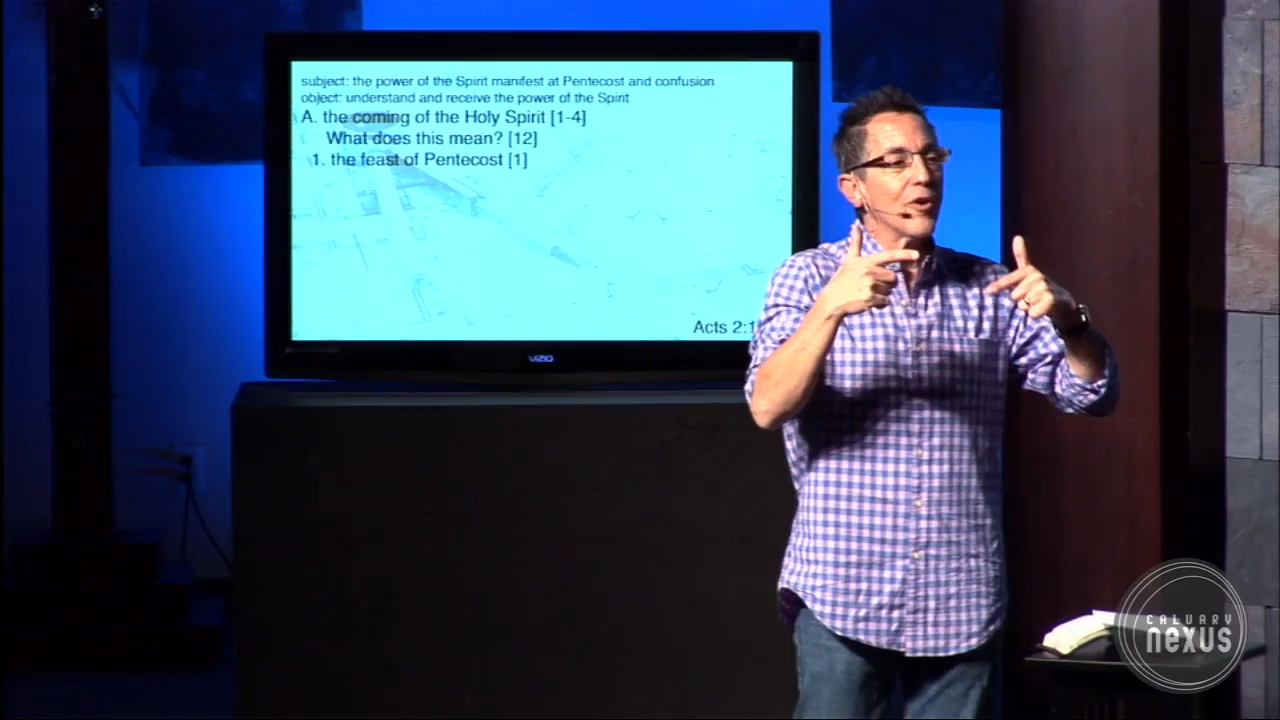 subject: the power of the Spirit manifest at Pentecost and confusion
object: understand and receive the power of the Spirit
A. the coming of the Holy Spirit [1-4]
What does this mean? [12]
1. the feast of Pentecost [1]
Acts 2:1
VIZIO
CALVARY
nexus